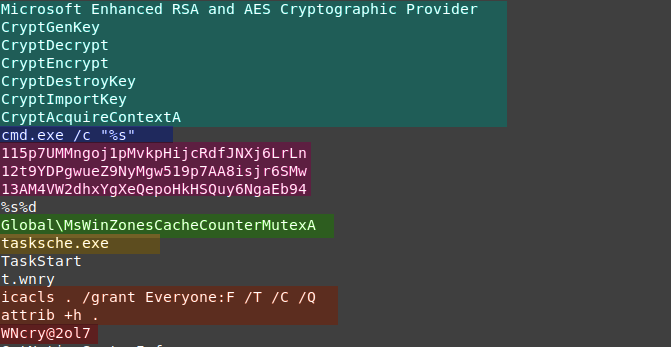 Microsoft Enhanced RSA and AES Cryptographic Provider
CryptGenKey
CryptDecrypt
CryptEncrypt
CryptDestroyKey
CryptImportKey
CryptAcquireContextA
cmd.exe /c "%s"
115p7UMMngoj1pMvkpHijcRdfJNXj6LrLn
12t9YDPgwueZ9NyMgw519p7AA8isjr6SMw
13AM4VW2dhxYgXeQepoHkHSQuy6NgaEb94
%s%d
Global\MsWinZonesCacheCounterMutexA
tasksche.exe
TaskStart
t.wnry
icacls . /grant Everyone:F /T /C /Q
attrib +h .
WNcry@2ol7